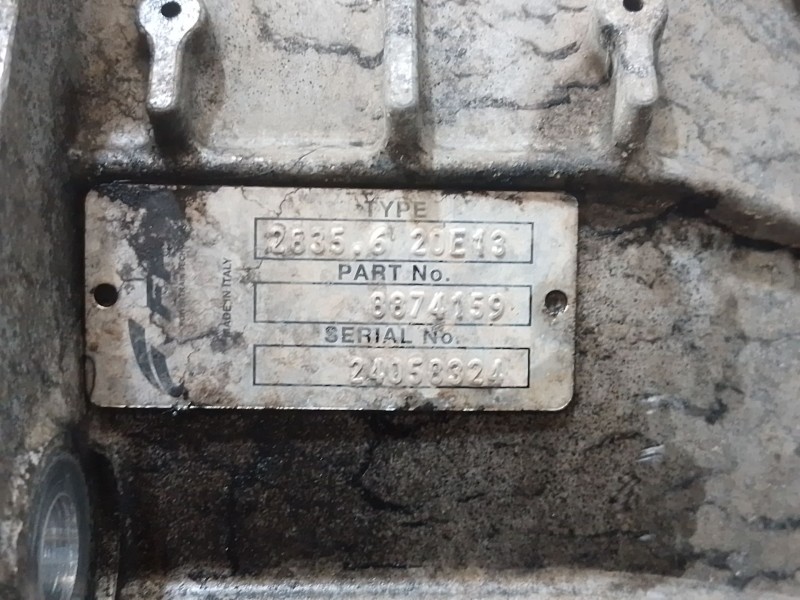 TYPE
2835.6 20E13
PART No.
8874159
SERIAL No.
24058324
MADE IN ITALY